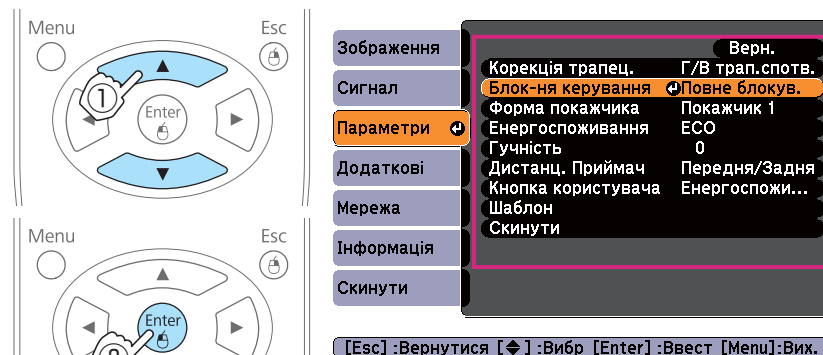 Menu Esc
1
Enter
Menu Esc
Enter
Зображення
Сигнал
Параметри
Додаткові
Мережа
Інформація
Скинути
Верн.
Корекція трапец. Г/В трап.спотв.
Блок-ня керування Повне блокув.
Форма покажчика Покажчик 1
Енергоспоживання ECO
Гучність 0
Дистанц. Приймач Передня/Задня
Кнопка користувача Енергоспожи...
Шаблон
Скинути
[Esc] :Вернутися [◆] :Вибр [Enter] :Ввест [Menu]:Вих.